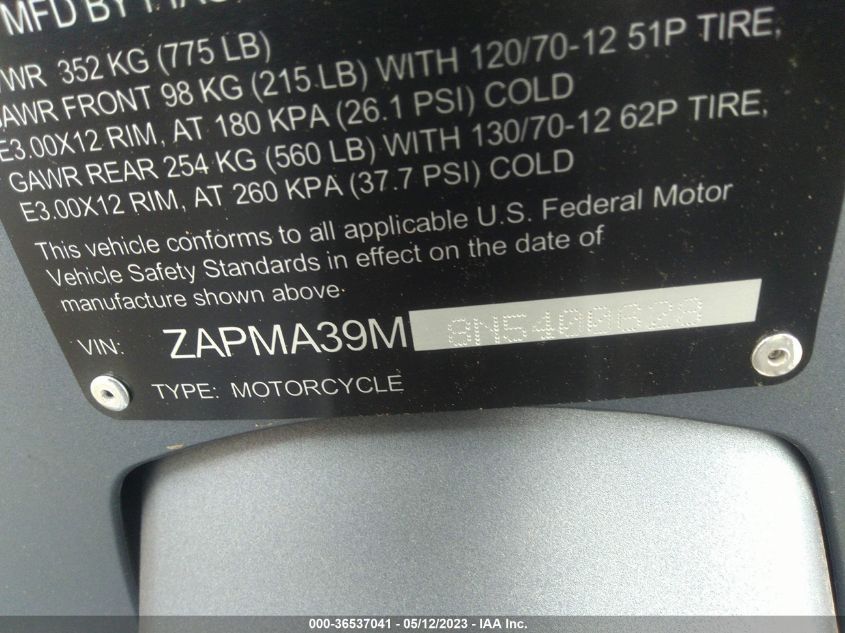 MFD BY
WR 352 KG (775 LB)
AWR FRONT 98 KG (215 LB) WITH 120/70-12 51P TIRE,
E3.00X12 RIM, AT 180 KPA (26.1 PSI) COLD
GAWR REAR 254 KG (560 LB) WITH 130/70-12 62P TIRE,
E3.00X12 RIM, AT 260 KPA (37.7 PSI) COLD
This vehicle conforms to all applicable U.S. Federal Motor
Vehicle Safety Standards in effect on the date of
manufacture shown above.
VIN: ZAPMA39M
TYPE: MOTORCYCLE
000-36537041 - 05/12/2023 - IAA Inc.